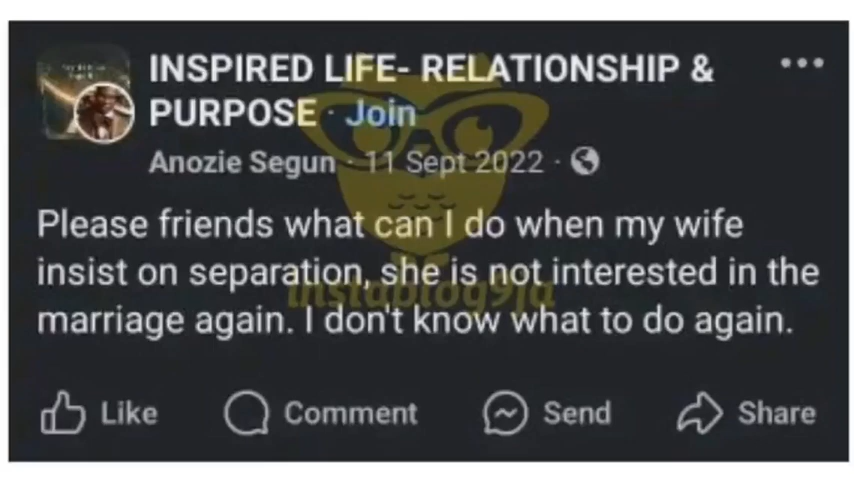 INSPIRED LIFE- RELATIONSHIP &
PURPOSE · Join
Anozie Segun · 11 Sept 2022 ·
Please friends what can I do when my wife
insist on separation, she is not interested in the
marriage again. I don't know what to do again.
instablog9ja
Like Comment Send Share